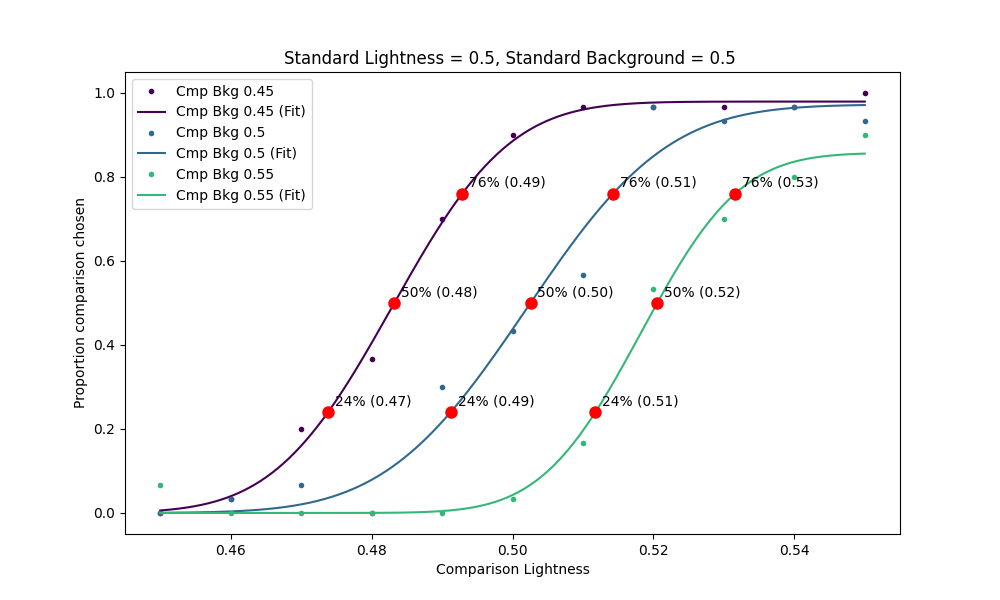 Standard Lightness = 0.5, Standard Background = 0.5
Cmp Bkg 0.45
Cmp Bkg 0.45 (Fit)
Cmp Bkg 0.5
Cmp Bkg 0.5 (Fit)
Cmp Bkg 0.55
Cmp Bkg 0.55 (Fit)
Proportion comparison chosen
1.0
0.8
0.6
0.4
0.2
0.0
76% (0.49)
76% (0.51)
76% (0.53)
50% (0.48)
50% (0.50)
50% (0.52)
24% (0.47)
24% (0.49)
24% (0.51)
0.46
0.48
0.50
0.52
0.54
Comparison Lightness